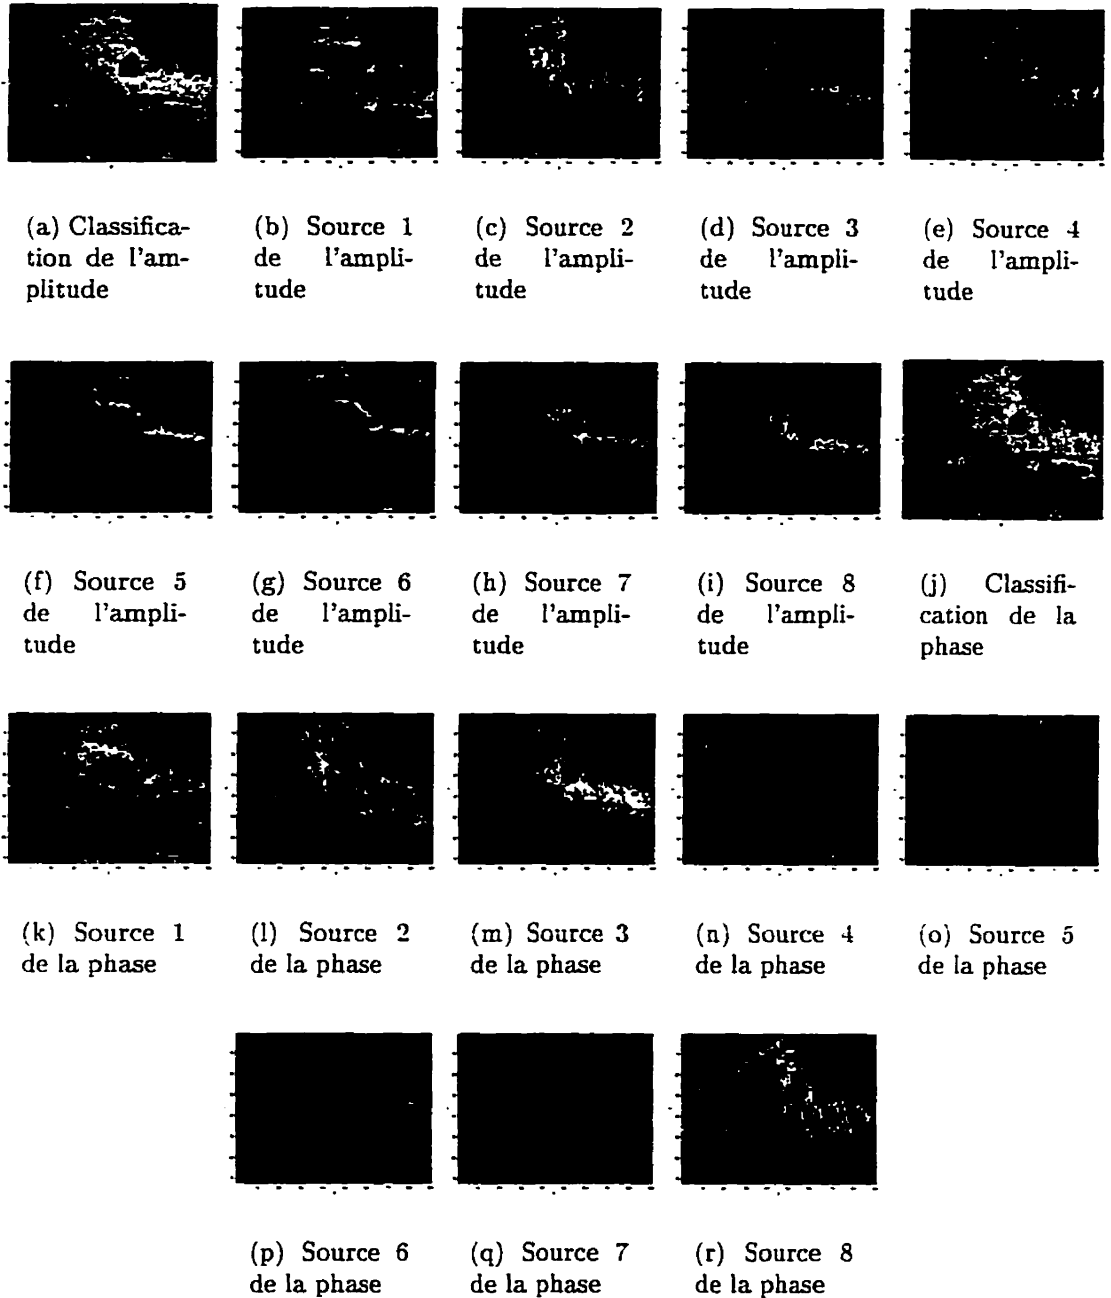 (a) Classifica-
tion de l'am-
plitude
(b) Source 1
de l'ampli-
tude
(c) Source 2
de l'ampli-
tude
(d) Source 3
de l'ampli-
tude
(e) Source 4
de l'ampli-
tude
(f) Source 5
de l'ampli-
tude
(g) Source 6
de l'ampli-
tude
(h) Source 7
de l'ampli-
tude
(i) Source 8
de l'ampli-
tude
(j) Classifi-
cation de la
phase
(k) Source 1
de la phase
(l) Source 2
de la phase
(m) Source 3
de la phase
(n) Source 4
de la phase
(o) Source 5
de la phase
(p) Source 6
de la phase
(q) Source 7
de la phase
(r) Source 8
de la phase